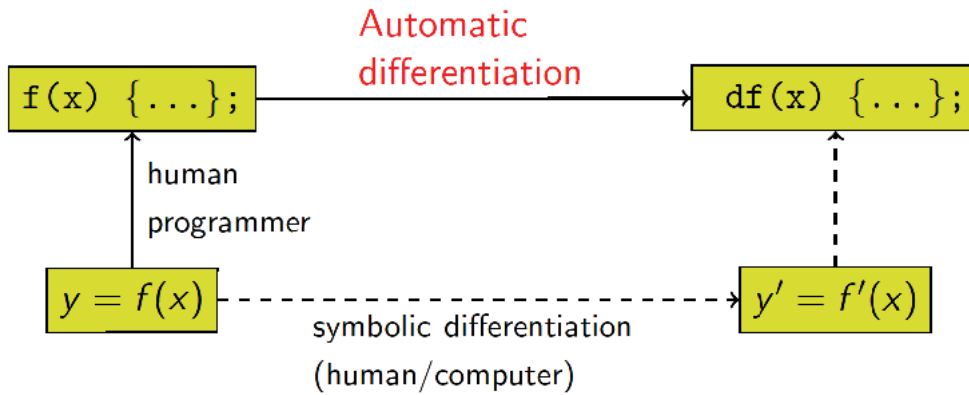 Automatic
differentiation
f(x) {...};
df(x) {...};
human
programmer
y = f(x)
y′ = f′(x)
symbolic differentiation
(human/computer)